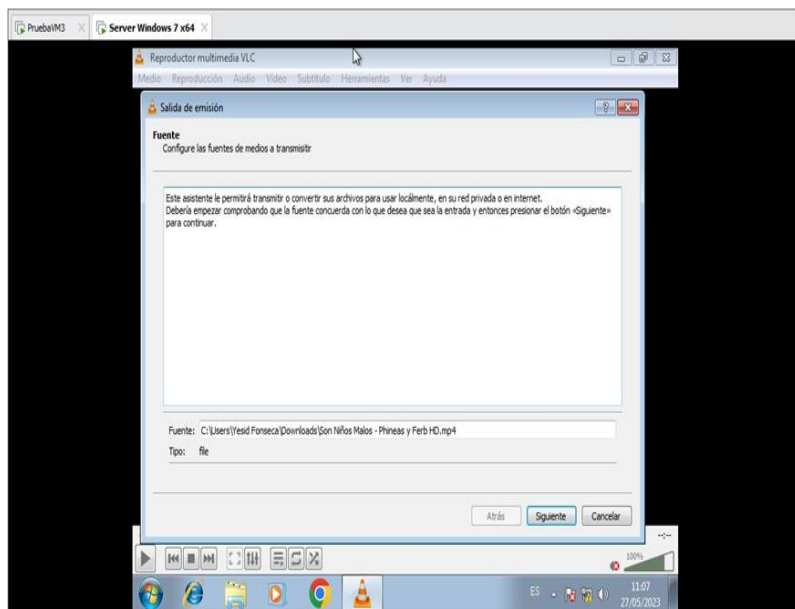 PruebaVM3
Server Windows 7 x64
Reproductor multimedia VLC
Medio Reproducción Audio Vídeo Subtítulo Herramientas Ver Ayuda
Salida de emisión
Fuente
Configure las fuentes de medios a transmisitir
Este asistente le permitirá transmitir o convertir sus archivos para usar locálmente, en su red privada o en internet.
Debería empezar comprobando que la fuente concuerda con lo que desea que sea la entrada y entonces presionar el botón «Siguiente»
para continuar.
Fuente: C:\Users\Yesid Fonseca\Downloads\Son Niños Malos - Phineas y Ferb HD.mp4
Tipo: file
Atrás Siguiente Cancelar
--:--
100%
ES 11:07
27/05/2023